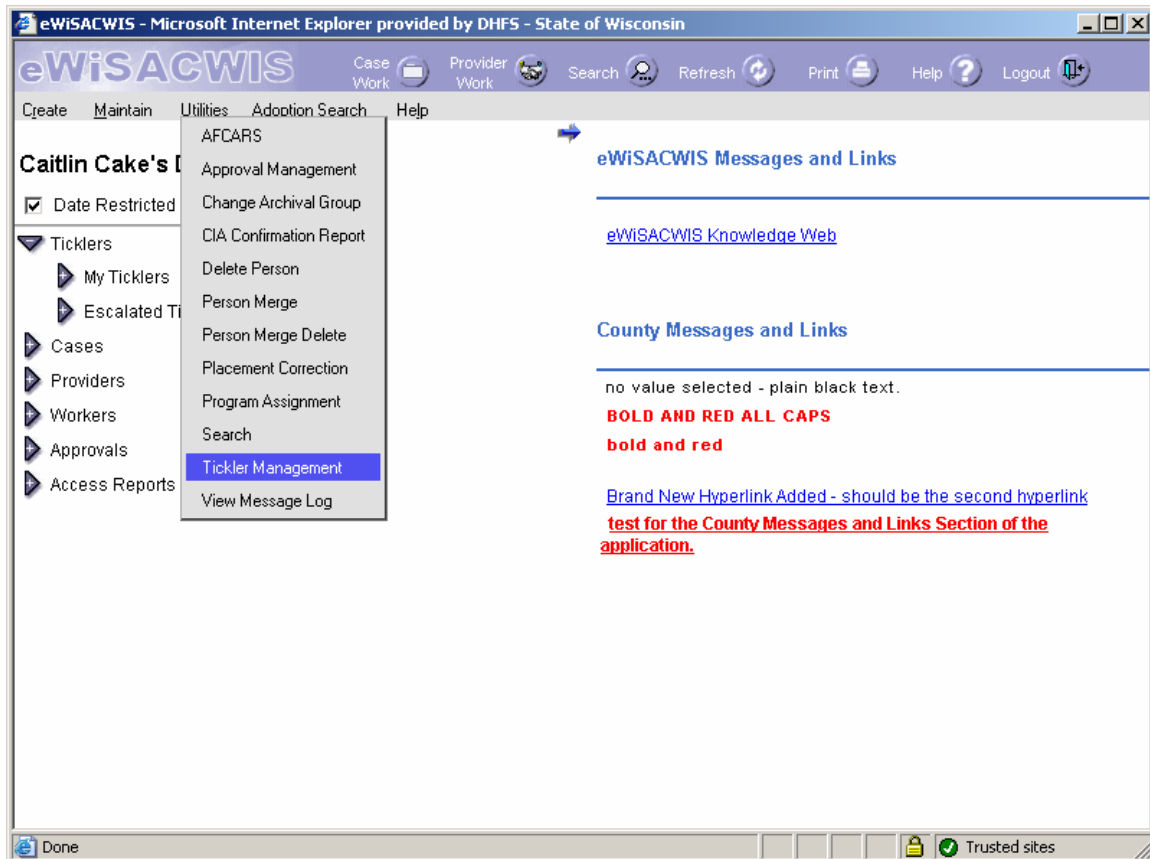 eWiSACWIS - Microsoft Internet Explorer provided by DHFS - State of Wisconsin
eWiSACWIS
Case Work
Provider Work
Search
Refresh
Print
Help
Logout
Create Maintain Utilities Adoption Search Help
Caitlin Cake's
Date Restricted
Ticklers
My Ticklers
Escalated
Cases
Providers
Workers
Approvals
Access Reports
AFCARS
Approval Management
Change Archival Group
CIA Confirmation Report
Delete Person
Person Merge
Person Merge Delete
Placement Correction
Program Assignment
Search
Tickler Management
View Message Log
eWiSACWIS Messages and Links
eWiSACWIS Knowledge Web
County Messages and Links
no value selected - plain black text.
BOLD AND RED ALL CAPS
bold and red
Brand New Hyperlink Added - should be the second hyperlink
test for the County Messages and Links Section of the
application.
Done
Trusted sites